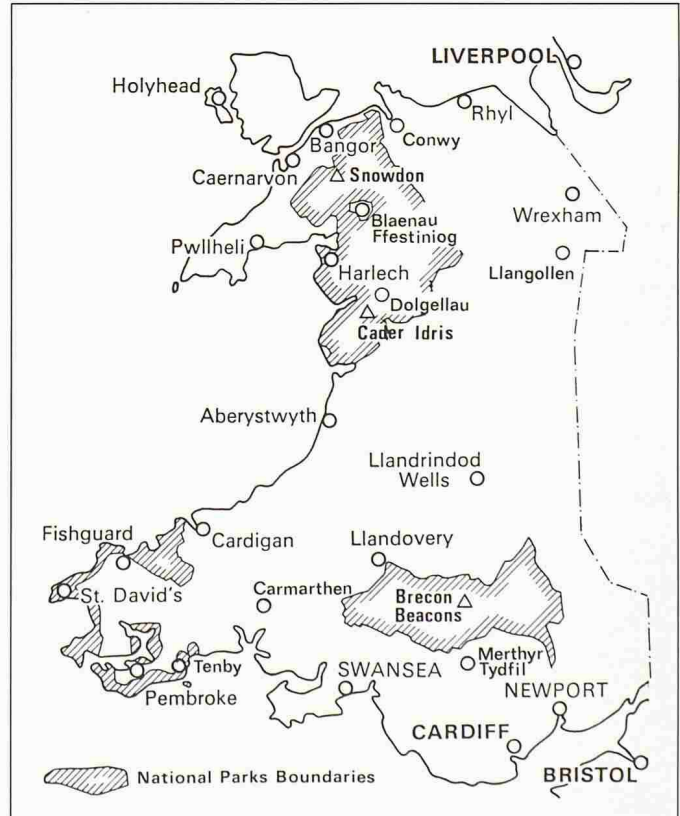 LIVERPOOL
Holyhead
Rhyl
Conwy
Bangor
Caernarvon
Snowdon
Wrexham
Blaenau
Ffestiniog
Pwllheli
Harlech
Llangollen
Dolgellau
Cader Idris
Aberystwyth
Llandrindod
Wells
Fishguard
Cardigan
Llandovery
St. David's
Carmarthen
Brecon
Beacons
Tenby
Merthyr
Tydfil
Pembroke
SWANSEA
NEWPORT
CARDIFF
BRISTOL
National Parks Boundaries